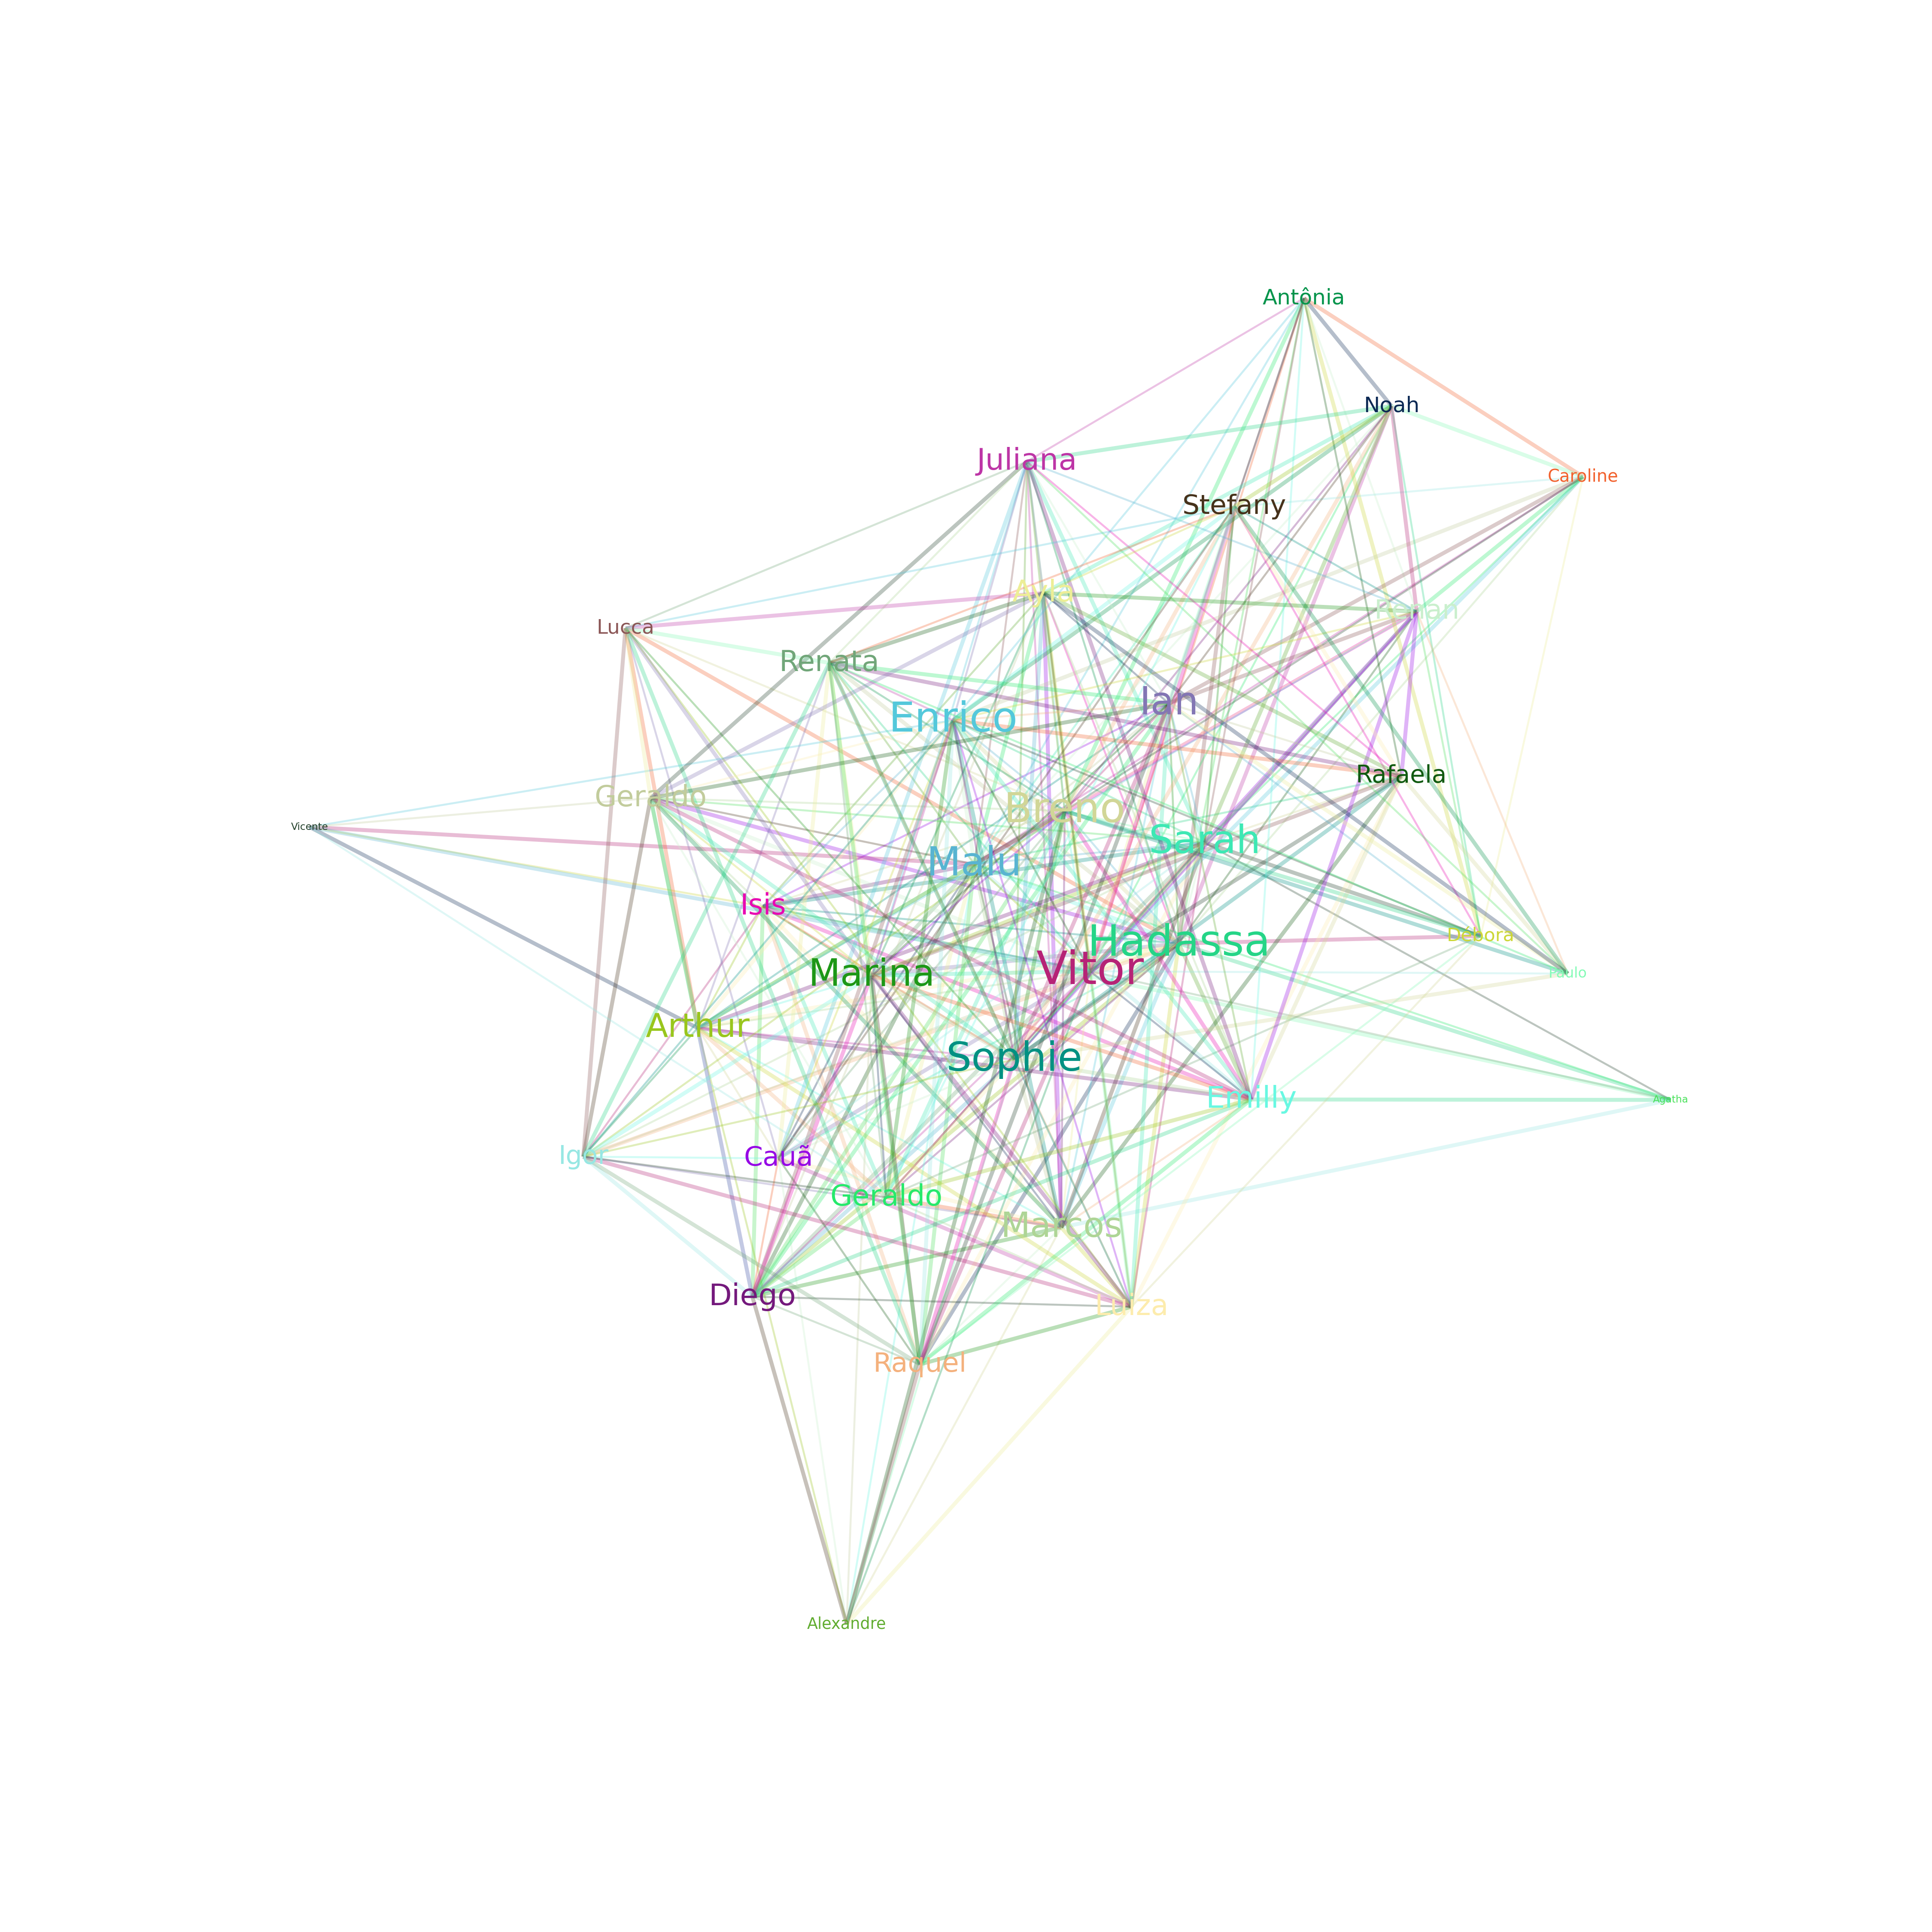 Antônia
Noah
Juliana
Caroline
Stefany
Ayla
Renan
Lucca
Renata
Ian
Enrico
Rafaela
Geraldo
Breno
Vicente
Sarah
Malu
Isis
Débora
Hadassa
Vitor
Marina
Paulo
Arthur
Sophie
Emilly
Agatha
Igor
Cauã
Geraldo
Marcos
Diego
Luiza
Raquel
Alexandre